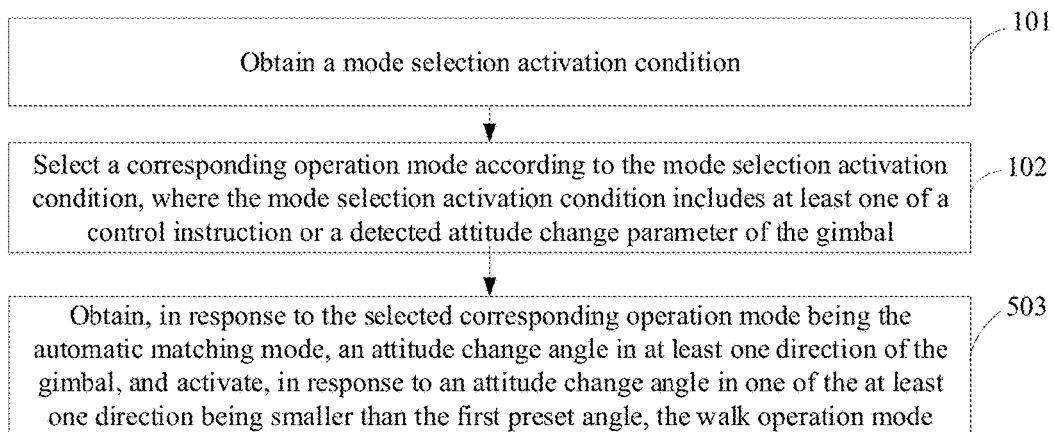 Obtain a mode selection activation condition
101
Select a corresponding operation mode according to the mode selection activation
condition, where the mode selection activation condition includes at least one of a
control instruction or a detected attitude change parameter of the gimbal
102
Obtain, in response to the selected corresponding operation mode being the
automatic matching mode, an attitude change angle in at least one direction of the
gimbal, and activate, in response to an attitude change angle in one of the at least
one direction being smaller than the first preset angle, the walk operation mode
503